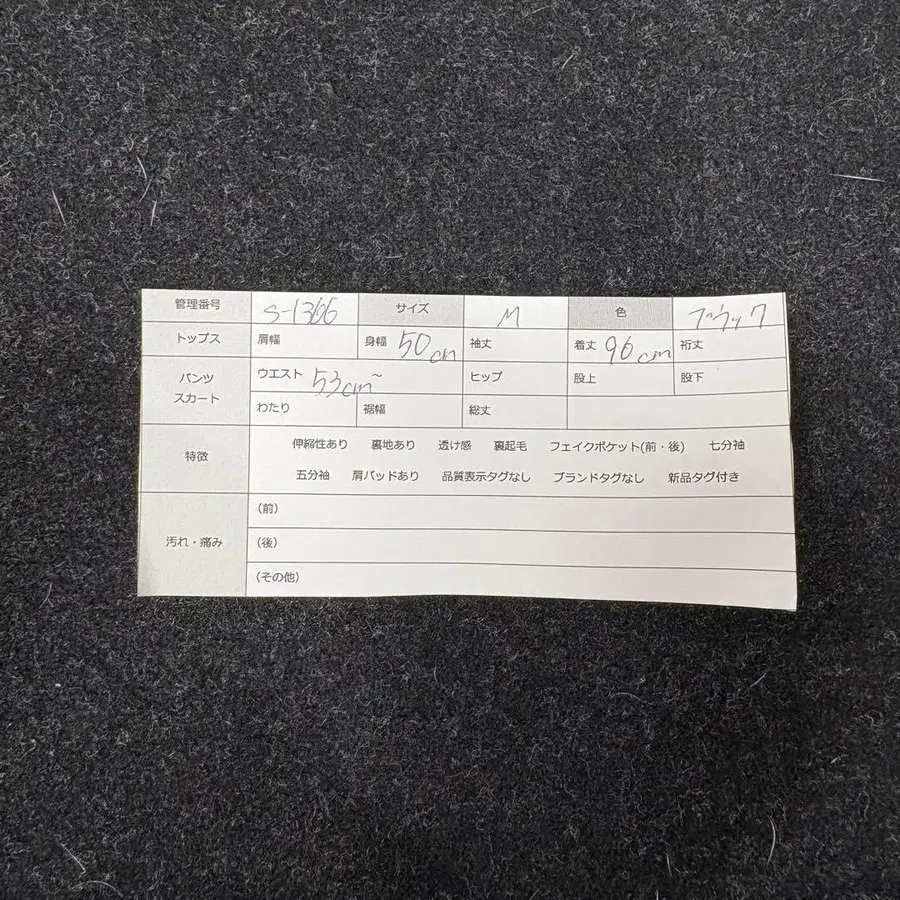 管理番号 S-1366 サイズ M 色 ブラック
トップス 肩幅 身幅 50cm 袖丈 着丈 96cm 裄丈
パンツ スカート ウエスト 53cm~ ヒップ 股上 股下
わたり 裾幅 総丈
特徴 伸縮性あり 裏地あり 透け感 裏起毛 フェイクポケット(前・後) 七分袖
五分袖 肩パッドあり 品質表示タグなし ブランドタグなし 新品タグ付き
汚れ・痛み (前)
(後)
(その他)